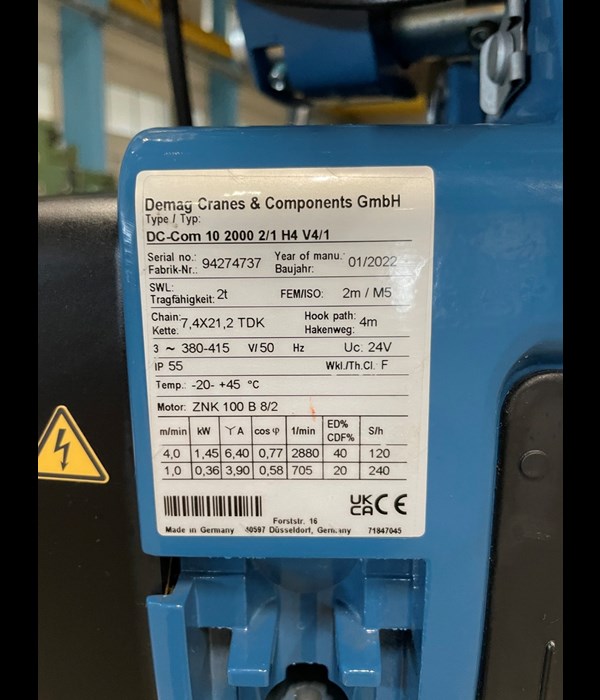 Demag Cranes & Components GmbH
Type / Typ:
DC-Com 10 2000 2/1 H4 V4/1
Serial no.: Fabrik-Nr.: 94274737 Year of manu.: Baujahr: 01/2022
SWL: Tragfähigkeit: 2t FEM/ISO: 2m / M5
Chain: Kette: 7,4X21,2 TDK Hook path: Hakenweg: 4m
3 ~ 380-415 V/ 50 Hz Uc. 24V
IP 55 Wkl./Th.Cl. F
Temp.: -20- +45 °C
Motor: ZNK 100 B 8/2
m/min kW Y A cos φ 1/min ED% CDF% S/h
4,0 1,45 6,40 0,77 2880 40 120
1,0 0,36 3,90 0,58 705 20 240
UK CA CE
Forststr. 16
Made in Germany 40597 Düsseldorf, Germany 71847045